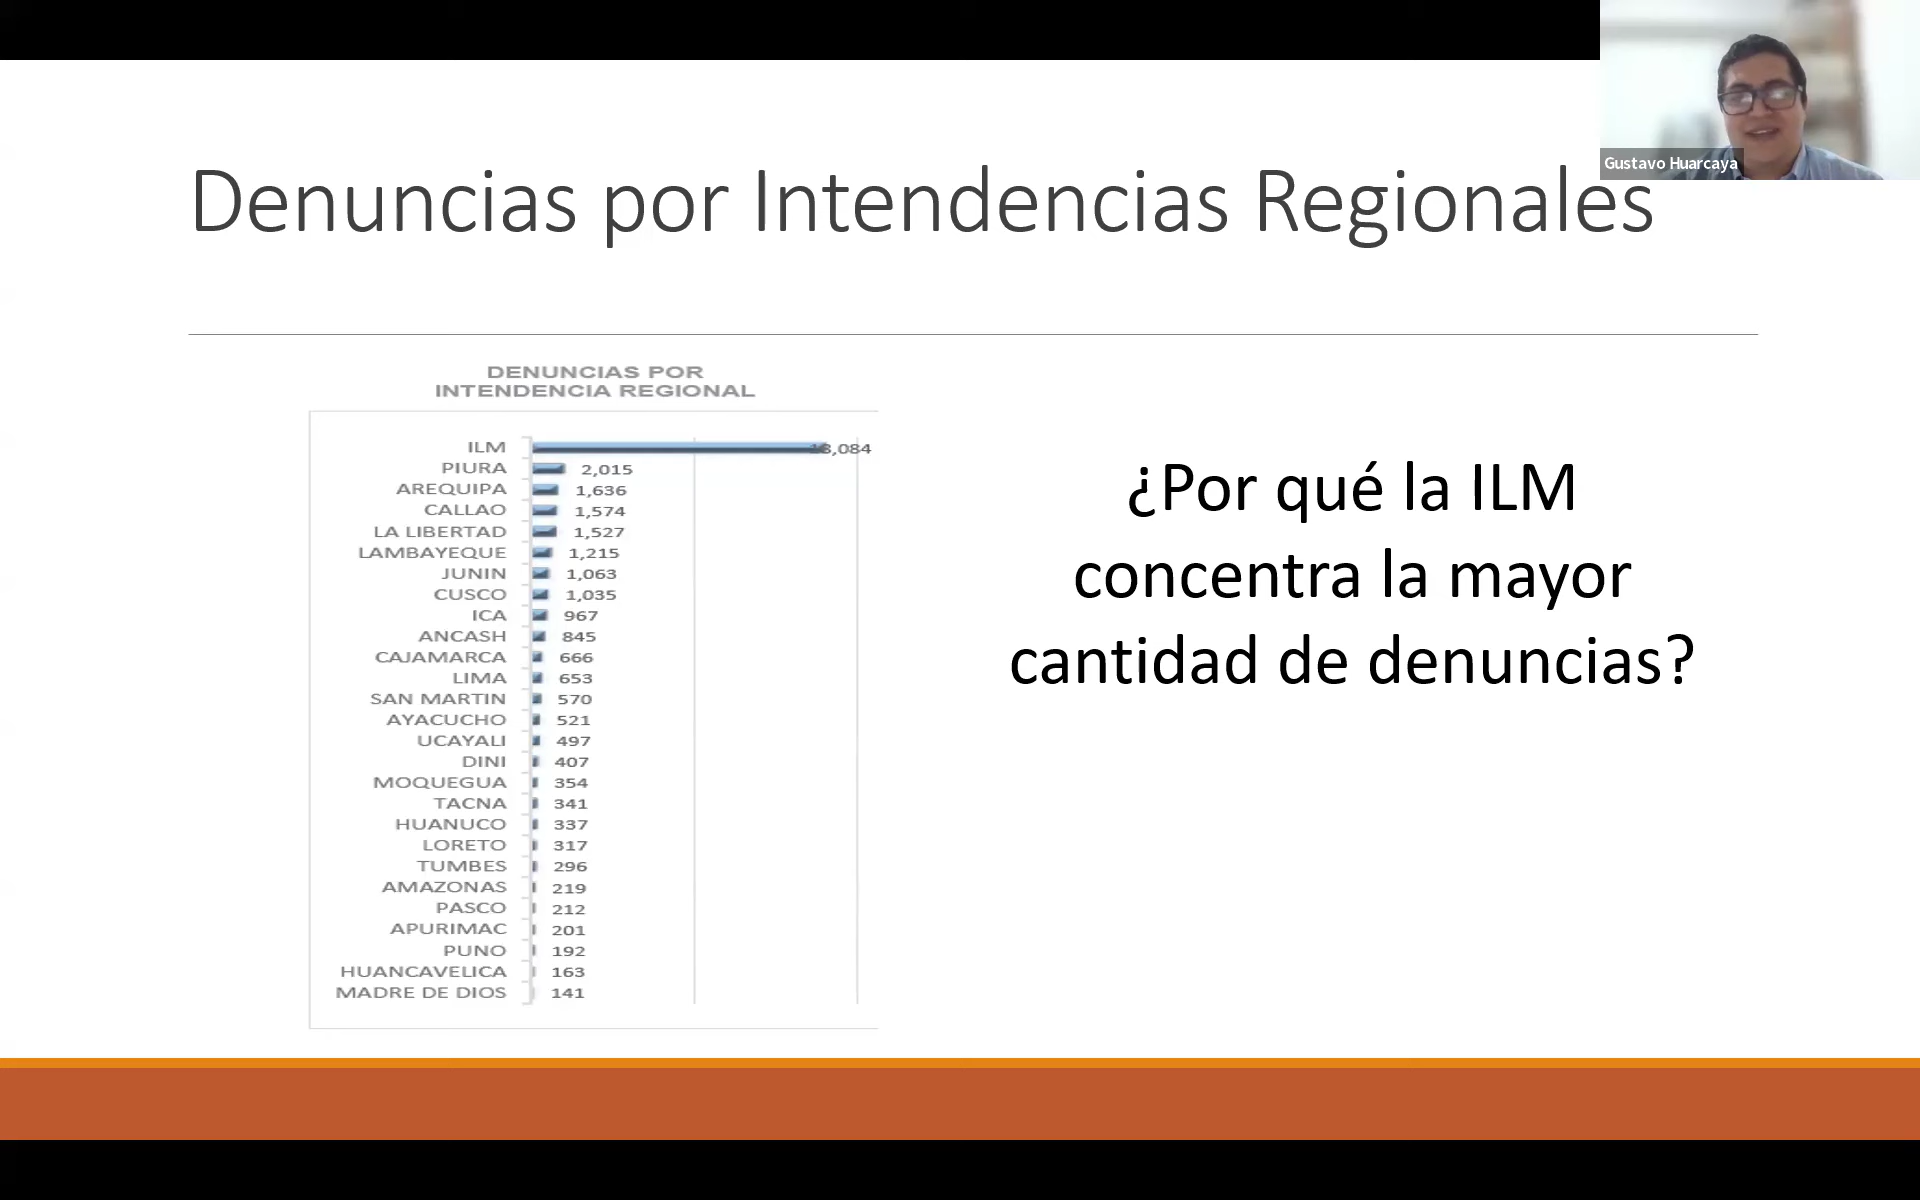 Gustavo Huarcaya
Denuncias por Intendencias Regionales
DENUNCIAS POR
INTENDENCIA REGIONAL
ILM 18,084
PIURA 2,015
AREQUIPA 1,636
CALLAO 1,574
LA LIBERTAD 1,527
LAMBAYEQUE 1,215
JUNIN 1,063
CUSCO 1,035
ICA 967
ANCASH 845
CAJAMARCA 666
LIMA 653
SAN MARTIN 570
AYACUCHO 521
UCAYALI 497
DINI 407
MOQUEGUA 354
TACNA 341
HUANUCO 337
LORETO 317
TUMBES 296
AMAZONAS 219
PASCO 212
APURIMAC 201
PUNO 192
HUANCAVELICA 163
MADRE DE DIOS 141
¿Por qué la ILM
concentra la mayor
cantidad de denuncias?